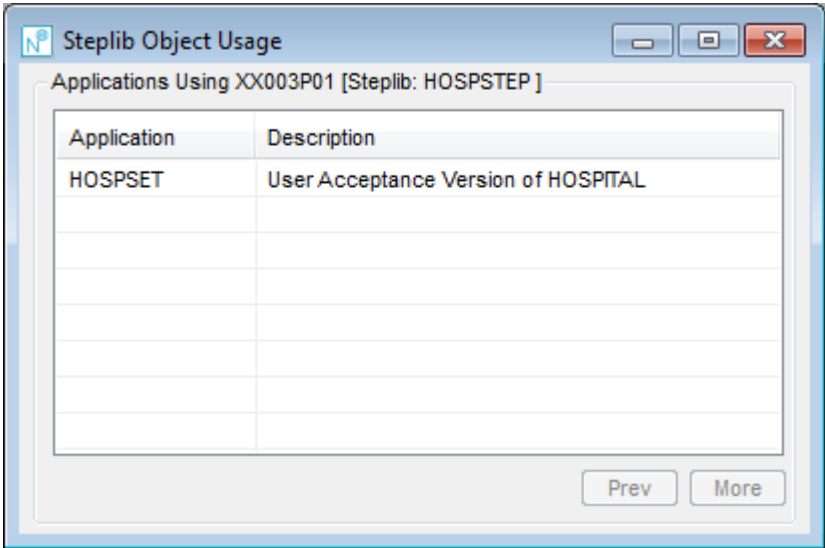 Steplib Object Usage
Applications Using XX003P01 [Steplib: HOSPSTEP ]
Application Description
HOSPSET User Acceptance Version of HOSPITAL
Prev More